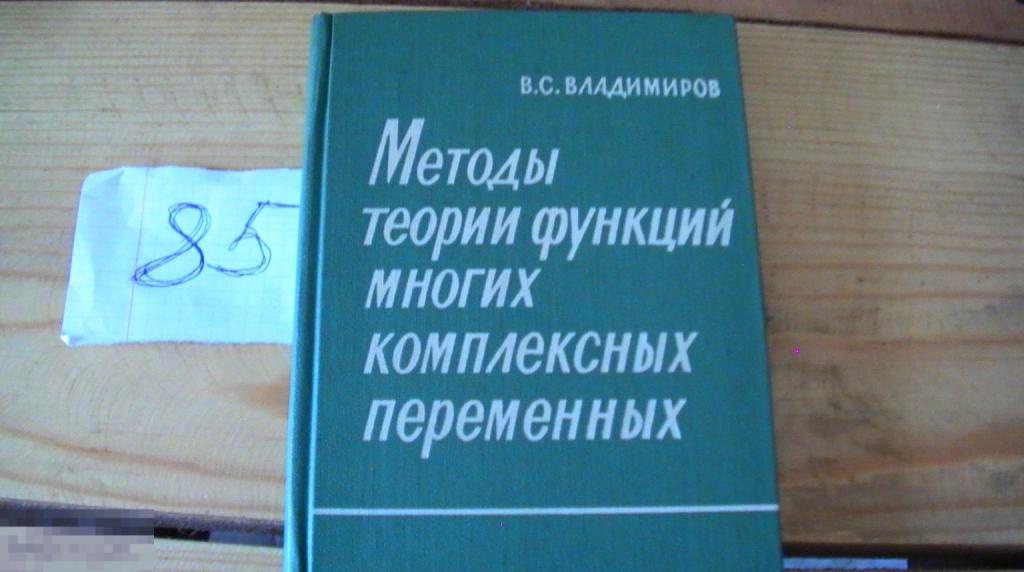 В.С. ВЛАДИМИРОВ
Методы
теории функций
многих
комплексных
переменных
85